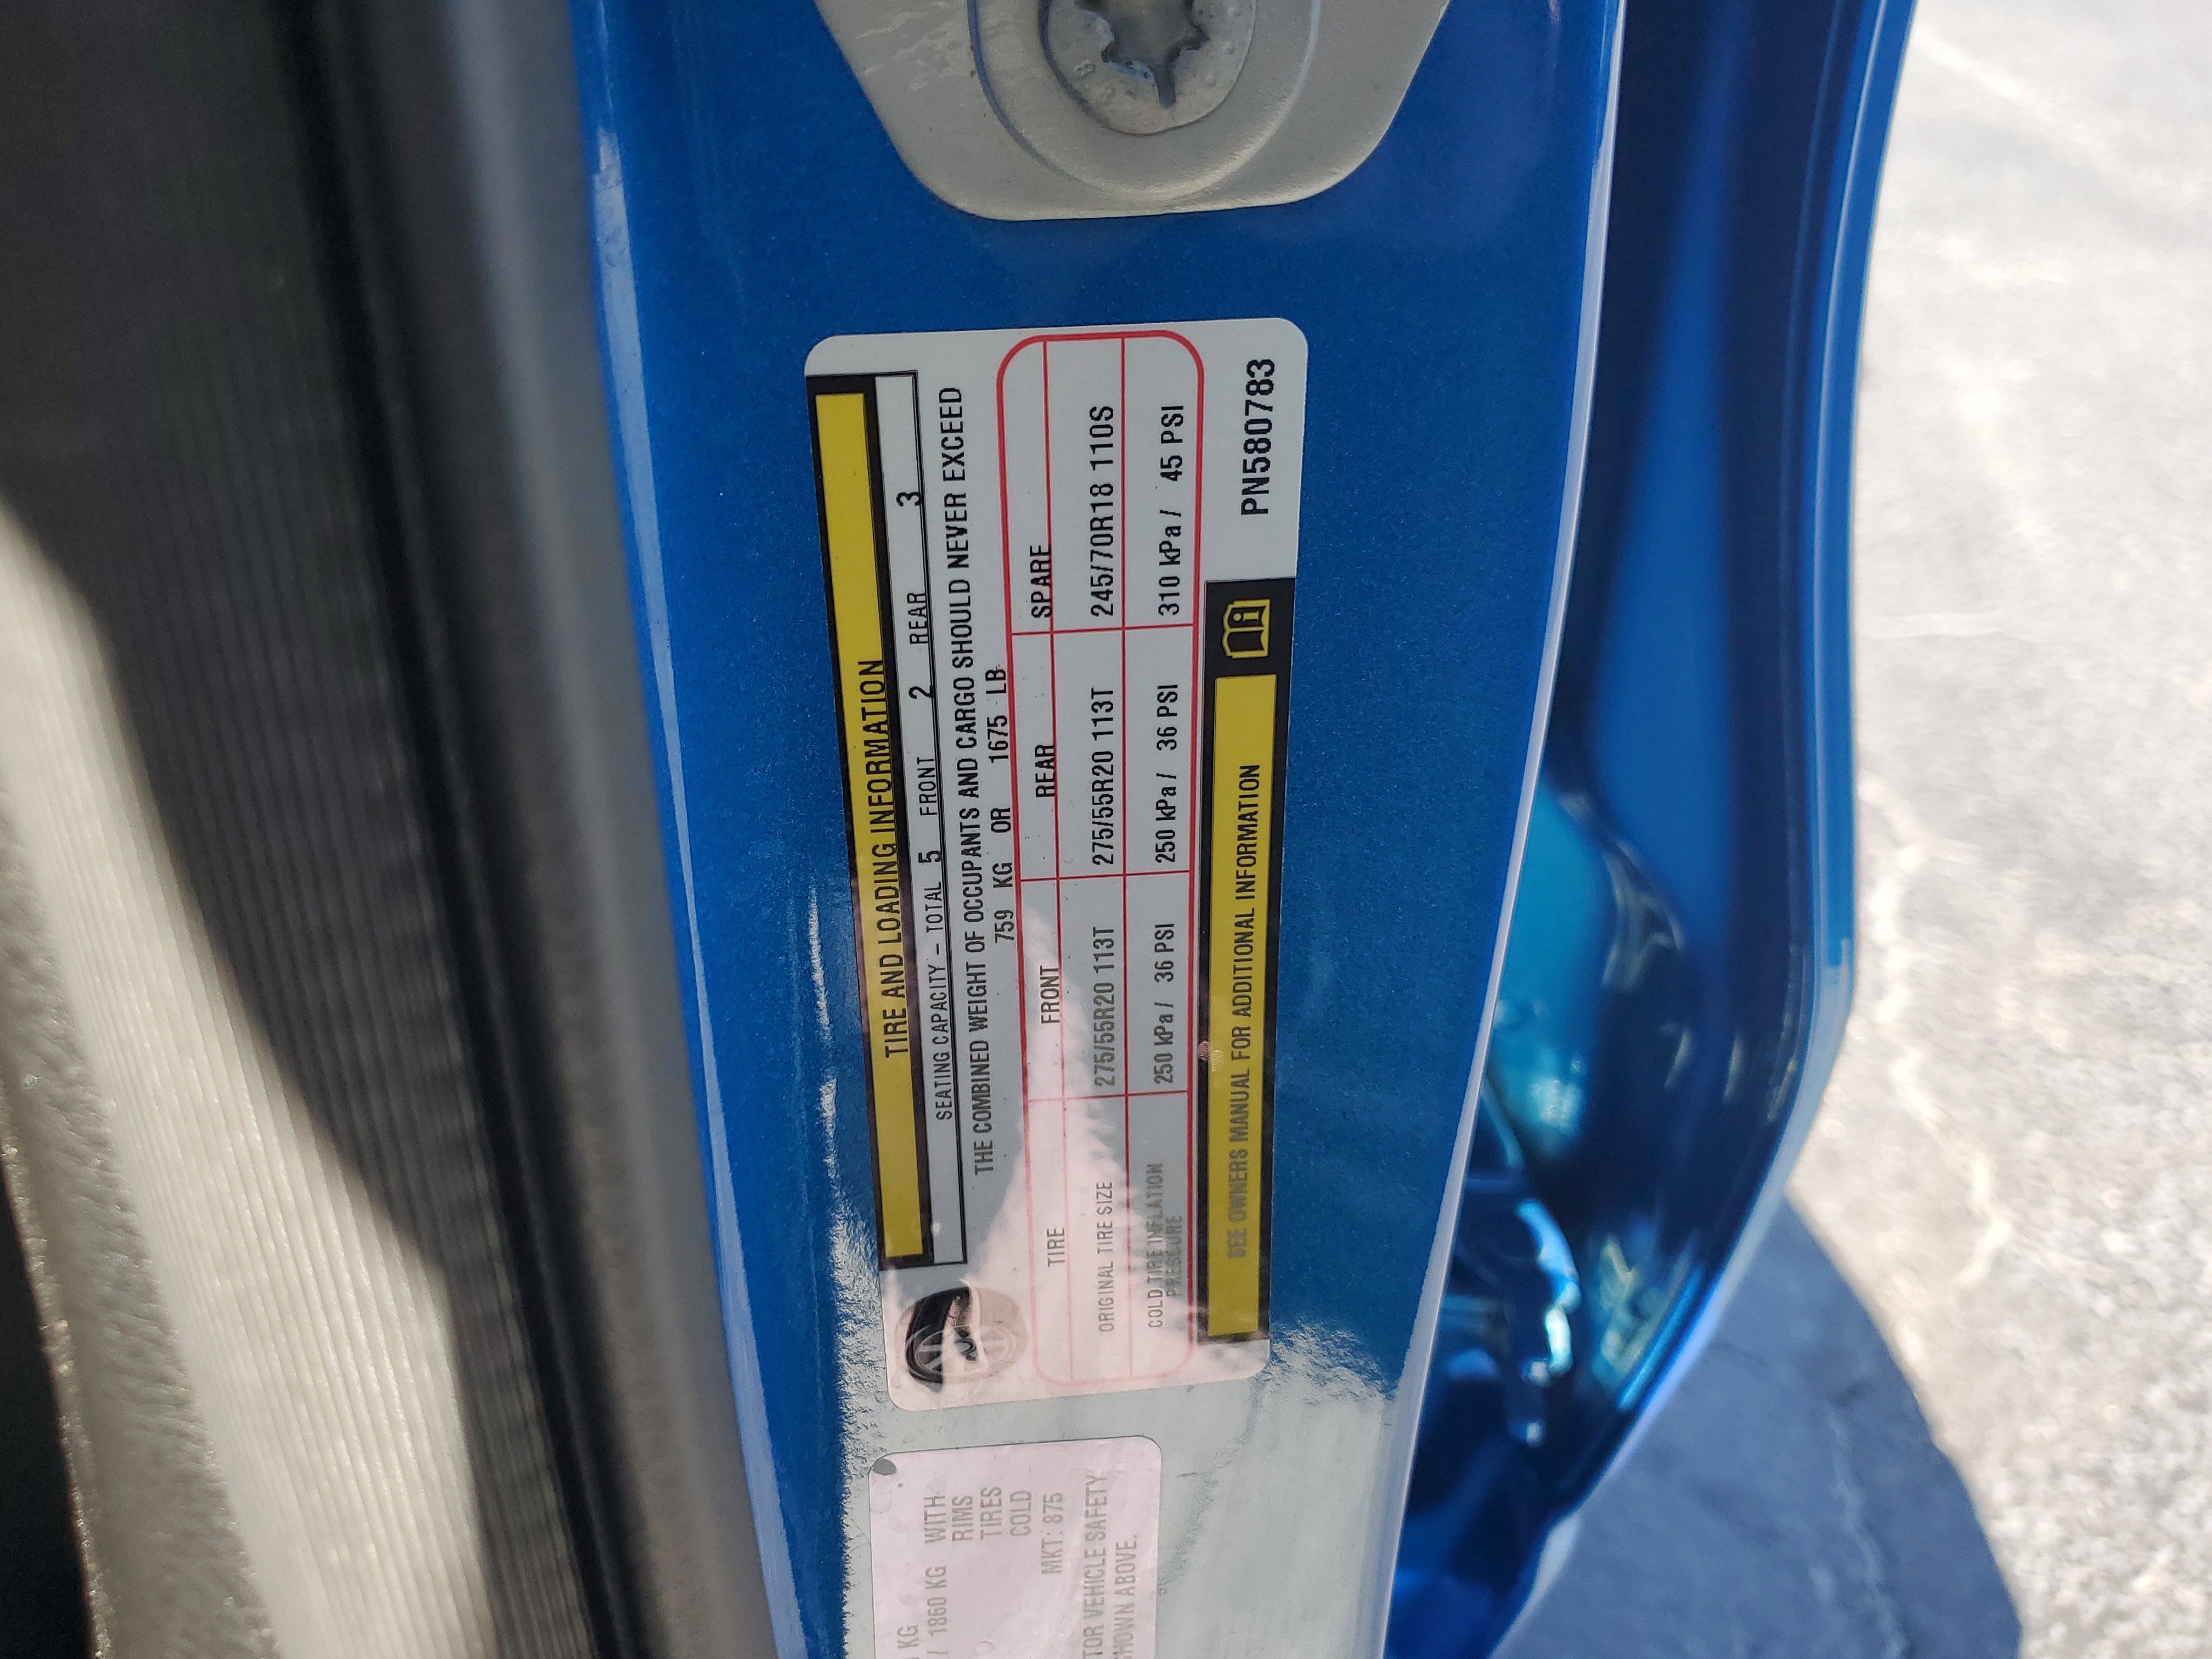 TIRE AND LOADING INFORMATION
SEATING CAPACITY - TOTAL 5 FRONT 2 REAR 3
THE COMBINED WEIGHT OF OCCUPANTS AND CARGO SHOULD NEVER EXCEED
759 KG OR 1675 LB
TIRE FRONT REAR SPARE
ORIGINAL TIRE SIZE 275/55R20 113T 275/55R20 113T 245/70R18 110S
COLD TIRE INFLATION PRESSURE 250 kPa / 36 PSI 250 kPa / 36 PSI 310 kPa / 45 PSI
SEE OWNERS MANUAL FOR ADDITIONAL INFORMATION
PN580783
KG
/ 1860 KG WITH
RIMS
TIRES
COLD
MKT: 875
TOR VEHICLE SAFETY
SHOWN ABOVE.
8